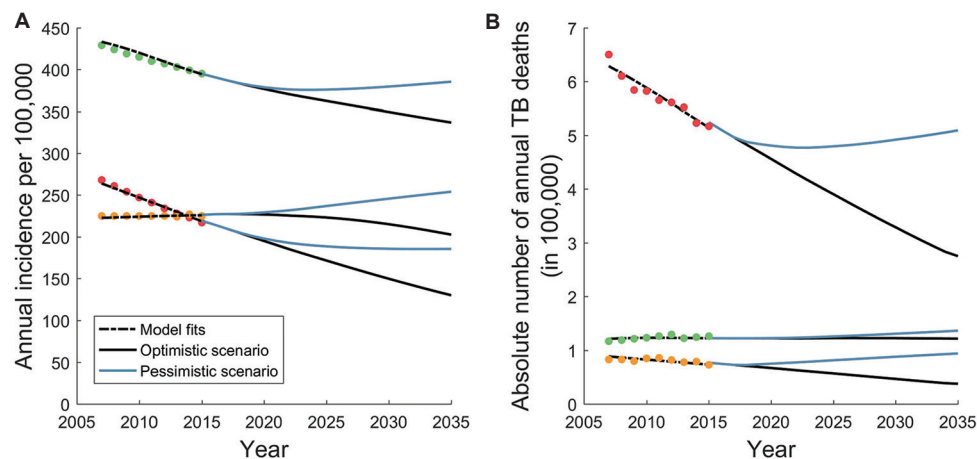 A
Annual incidence per 100,000
450
400
350
300
250
200
150
100
50
0
Model fits
Optimistic scenario
Pessimistic scenario
2005 2010 2015 2020 2025 2030 2035
Year
B
Absolute number of annual TB deaths
(in 100,000)
7
6
5
4
3
2
1
0
2005 2010 2015 2020 2025 2030 2035
Year